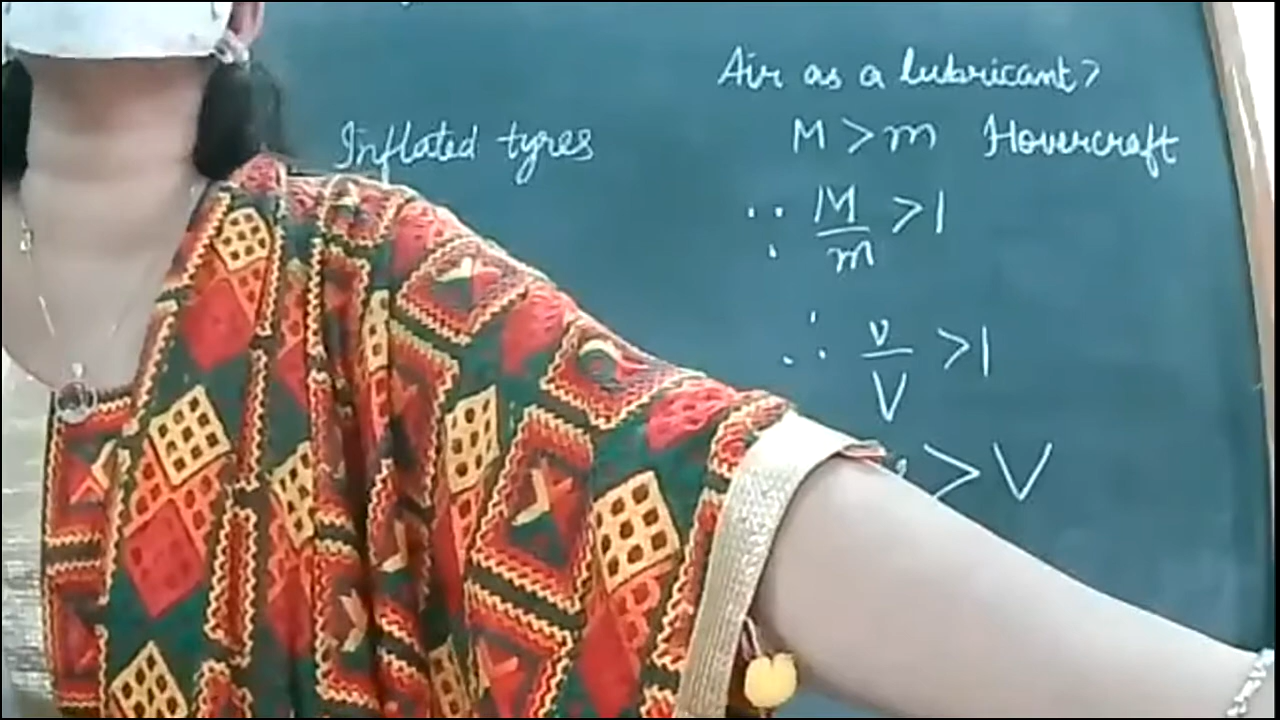 Air as a lubricant>
Inflated tyres
M > m Hovercraft
∵ M/m > 1
∴ v/V > 1
> V